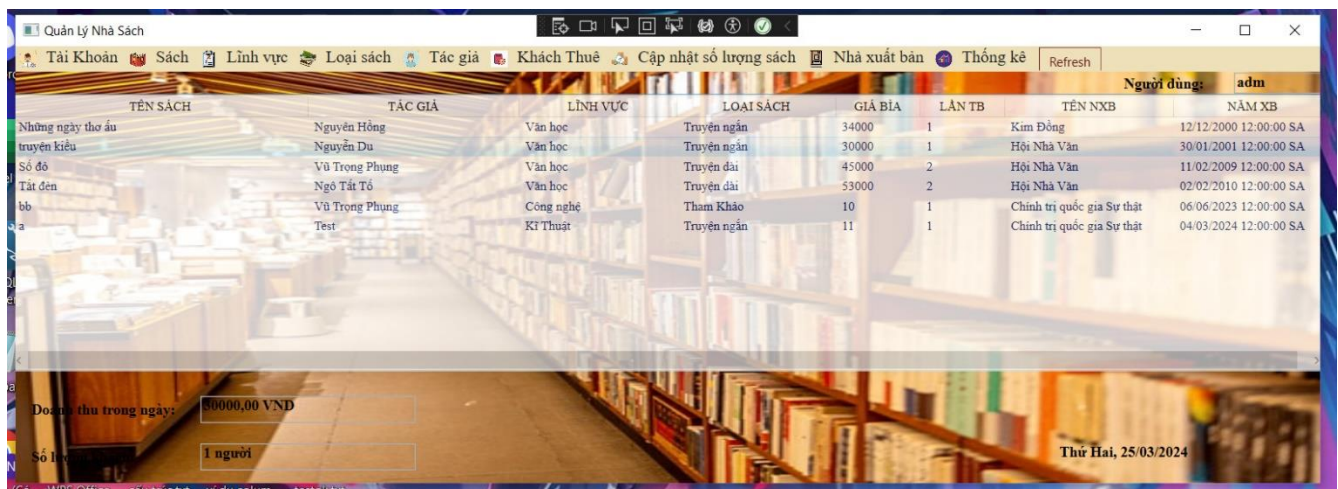 Quản Lý Nhà Sách
Tài Khoản Sách Lĩnh vực Loại sách Tác giả Khách Thuê Cập nhật số lượng sách Nhà xuất bản Thống kê Refresh
Người dùng: adm
TÊN SÁCH TÁC GIẢ LĨNH VỰC LOẠI SÁCH GIÁ BÌA LẦN TB TÊN NXB NĂM XB
Những ngày thơ ấu Nguyên Hồng Văn học Truyện ngắn 34000 1 Kim Đồng 12/12/2000 12:00:00 SA
truyện kiều Nguyễn Du Văn học Truyện ngắn 30000 1 Hội Nhà Văn 30/01/2001 12:00:00 SA
Số đỏ Vũ Trọng Phụng Văn học Truyện dài 45000 2 Hội Nhà Văn 11/02/2009 12:00:00 SA
Tắt đèn Ngô Tất Tố Văn học Truyện dài 53000 2 Hội Nhà Văn 02/02/2010 12:00:00 SA
bb Vũ Trọng Phụng Công nghệ Tham Khảo 10 1 Chính trị quốc gia Sự thật 06/06/2023 12:00:00 SA
a Test Kĩ Thuật Truyện ngắn 11 1 Chính trị quốc gia Sự thật 04/03/2024 12:00:00 SA
Doanh thu trong ngày: 30000,00 VND
Số 1 người
Thứ Hai, 25/03/2024